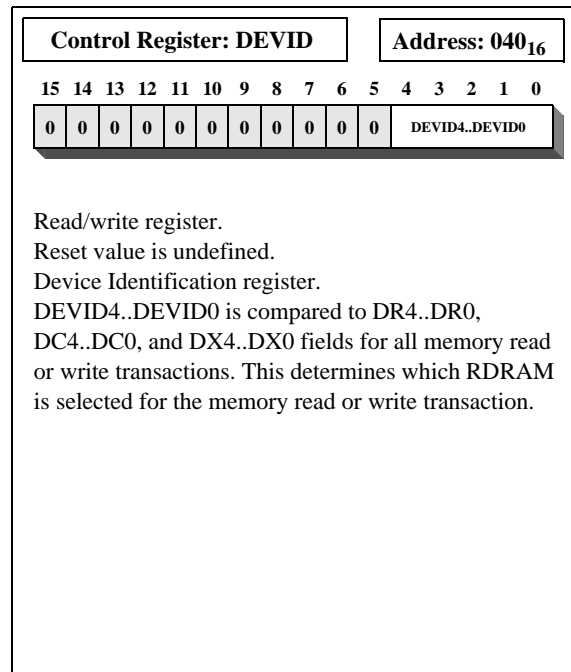 Control Register: DEVID Address: 040₁₆
15 14 13 12 11 10 9 8 7 6 5 4 3 2 1 0
0 0 0 0 0 0 0 0 0 0 0 DEVID4..DEVID0
Read/write register.
Reset value is undefined.
Device Identification register.
DEVID4..DEVID0 is compared to DR4..DR0,
DC4..DC0, and DX4..DX0 fields for all memory read
or write transactions. This determines which RDRAM
is selected for the memory read or write transaction.